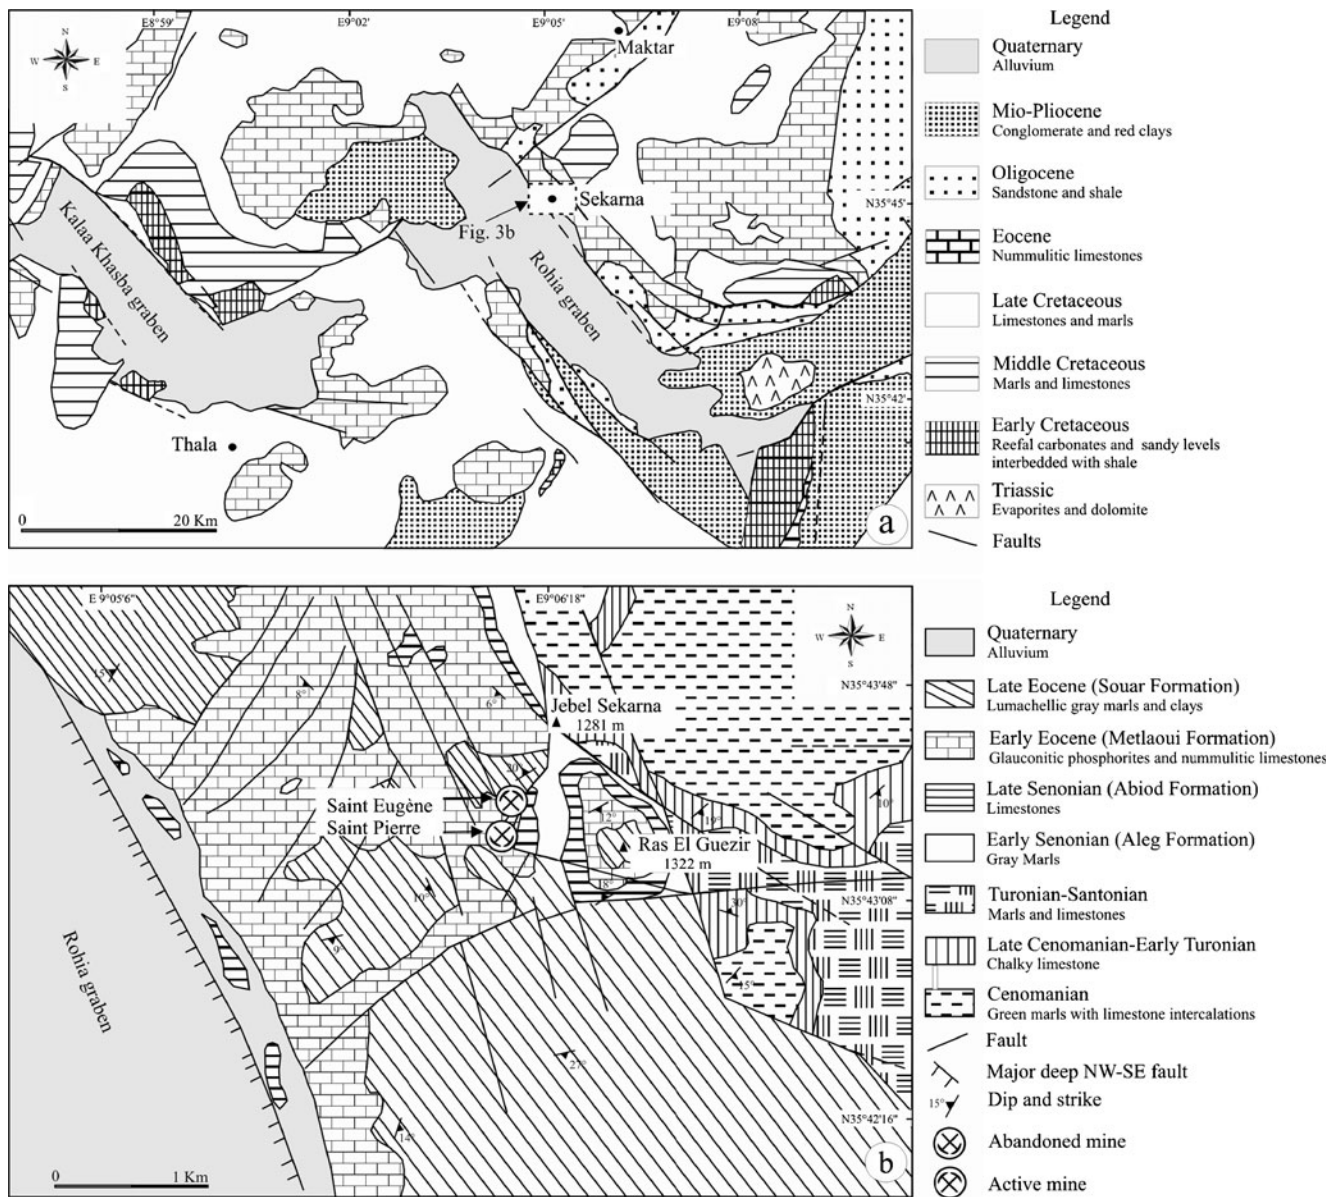 E8°59'
E9°02'
E9°05'
E9°08'
N
W E
S
Maktar
Sekarna
Fig. 3b
N35°45'
Kalaa Khasba graben
Rohia graben
N35°42'
Thala
0 20 Km
a
Legend
Quaternary
Alluvium
Mio-Pliocene
Conglomerate and red clays
Oligocene
Sandstone and shale
Eocene
Nummulitic limestones
Late Cretaceous
Limestones and marls
Middle Cretaceous
Marls and limestones
Early Cretaceous
Reefal carbonates and sandy levels
interbedded with shale
Triassic
Evaporites and dolomite
Faults
E 9°05'6"
E9°06'18"
N
W E
S
15°
8°
6°
N35°43'48"
Jebel Sekarna
1281 m
20°
Saint Eugène
Saint Pierre
12°
19°
10°
Ras El Guezir
1322 m
18°
10°
30°
N35°43'08"
9°
15°
Rohia graben
27°
14°
N35°42'16"
0 1 Km
b
Legend
Quaternary
Alluvium
Late Eocene (Souar Formation)
Lumachellic gray marls and clays
Early Eocene (Metlaoui Formation)
Glauconitic phosphorites and nummulitic limestones
Late Senonian (Abiod Formation)
Limestones
Early Senonian (Aleg Formation)
Gray Marls
Turonian-Santonian
Marls and limestones
Late Cenomanian-Early Turonian
Chalky limestone
Cenomanian
Green marls with limestone intercalations
Fault
Major deep NW-SE fault
15° Dip and strike
Abandoned mine
Active mine